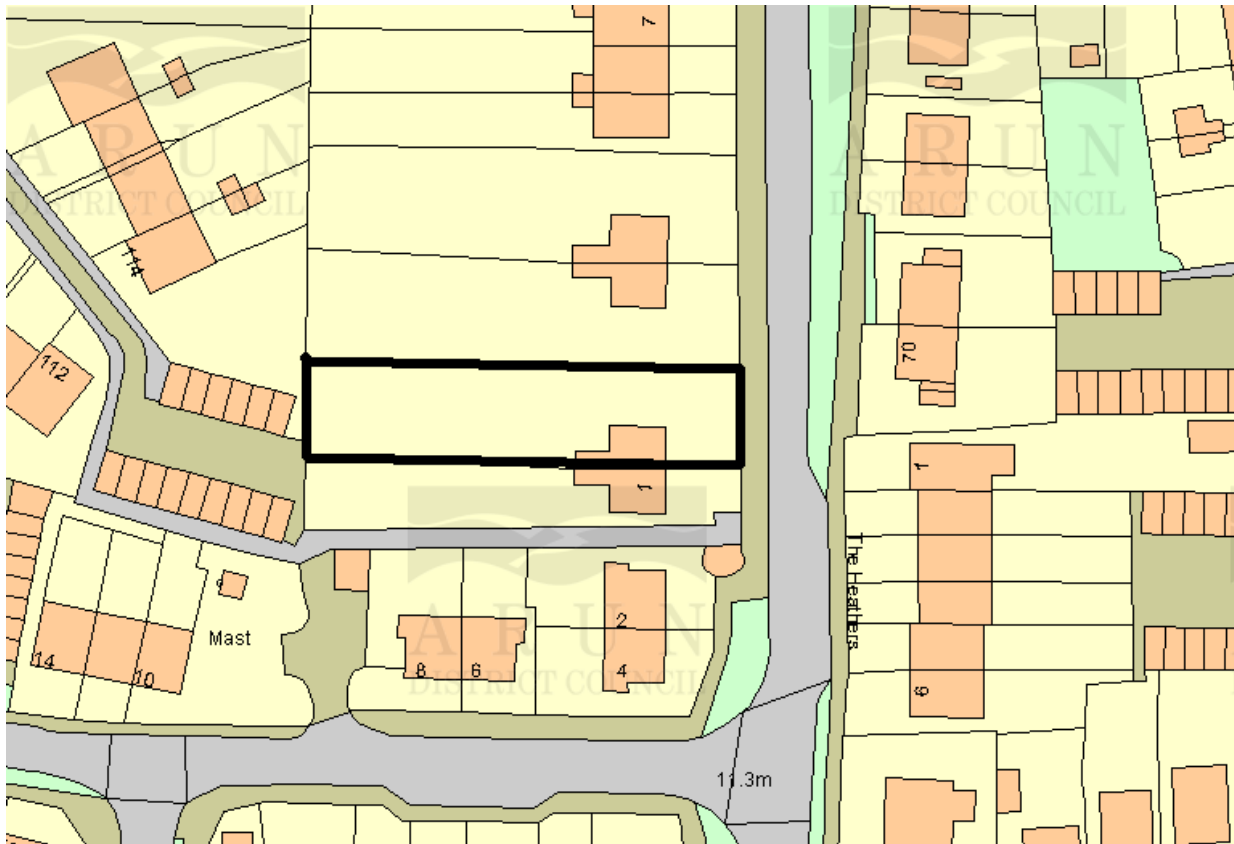 7
ARUN
DISTRICT COUNCIL
ARUN
DISTRICT COUNCIL
114
112
70
1
1
The Heathers
Mast
ARUN
DISTRICT COUNCIL
2
8
6
4
14
10
6
11.3m